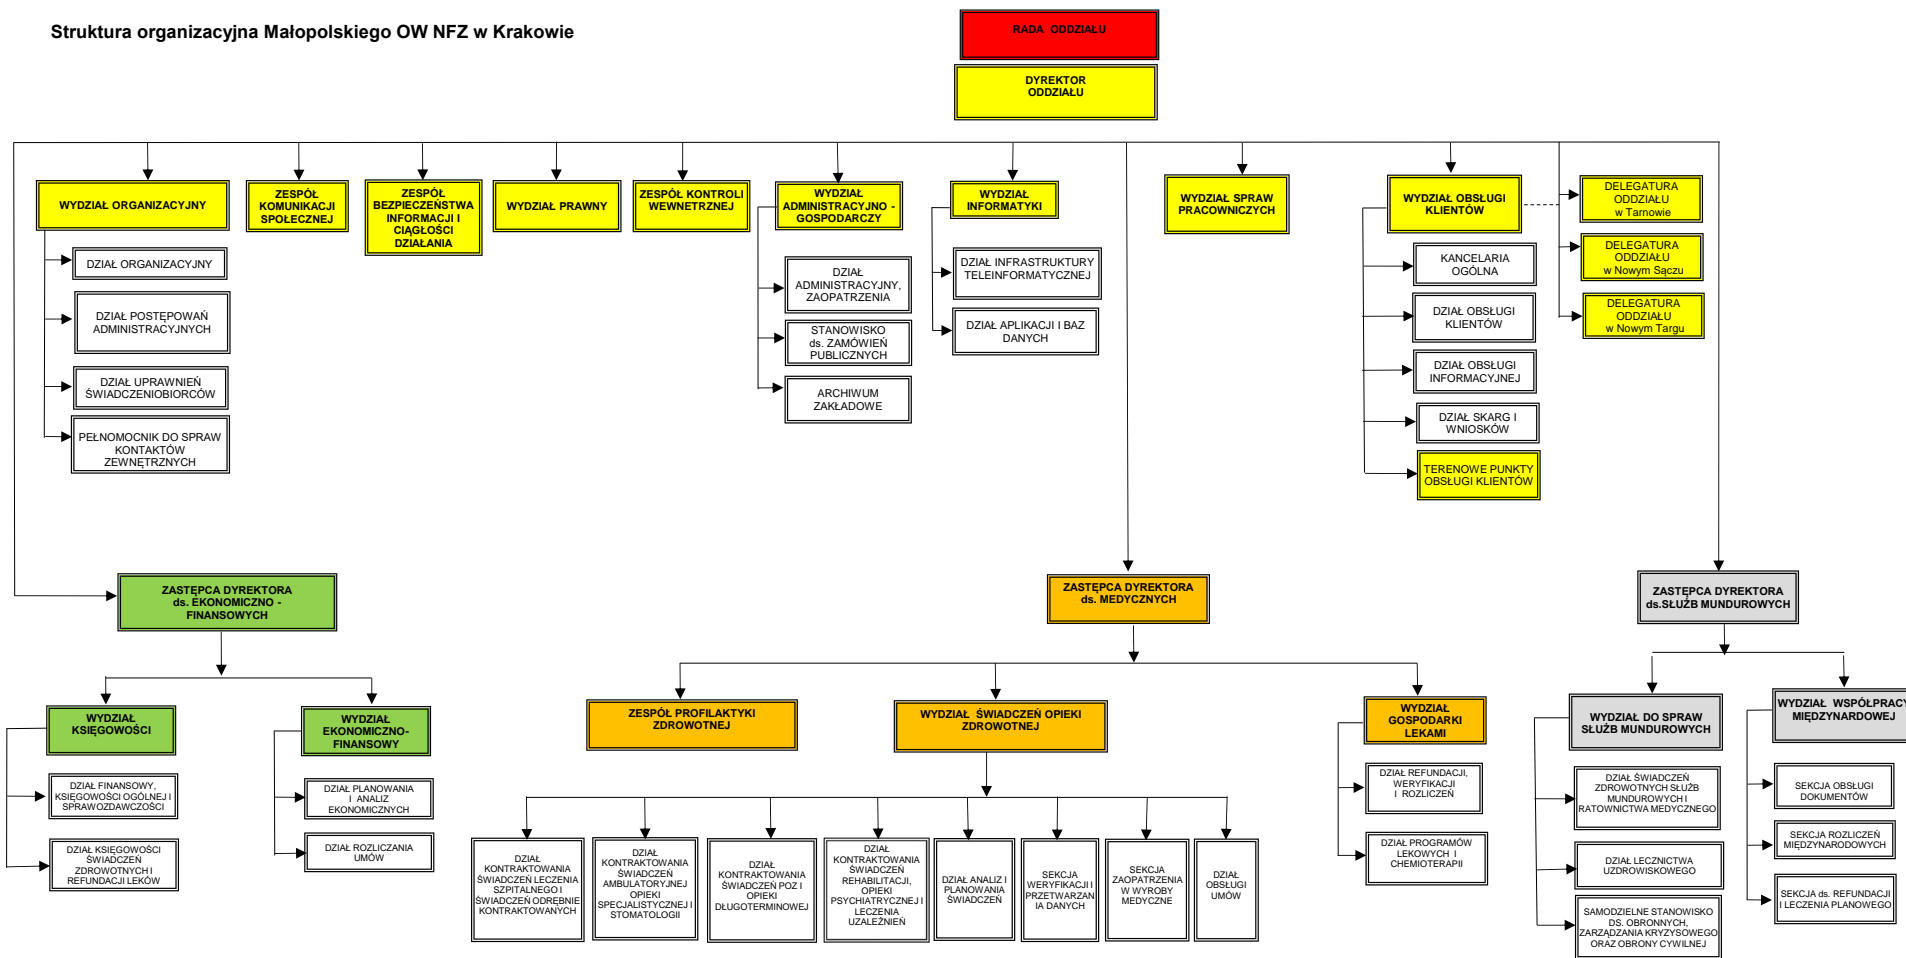 Struktura organizacyjna Małopolskiego OW NFZ w Krakowie
RADA ODDZIAŁU
DYREKTOR
ODDZIAŁU
WYDZIAŁ ORGANIZACYJNY
ZESPÓŁ
KOMUNIKACJI
SPOŁECZNEJ
ZESPÓŁ
BEZPIECZEŃSTWA
INFORMACJI I
CIĄGŁOŚCI
DZIAŁANIA
WYDZIAŁ PRAWNY
ZESPÓŁ KONTROLI
WEWNETRZNEJ
WYDZIAŁ
ADMINISTRACYJNO -
GOSPODARCZY
WYDZIAŁ
INFORMATYKI
WYDZIAŁ SPRAW
PRACOWNICZYCH
WYDZIAŁ OBSŁUGI
KLIENTÓW
DELEGATURA
ODDZIAŁU
w Tarnowie
DELEGATURA
ODDZIAŁU
w Nowym Sączu
DELEGATURA
ODDZIAŁU
w Nowym Targu
DZIAŁ ORGANIZACYJNY
DZIAŁ POSTĘPOWAŃ
ADMINISTRACYJNYCH
DZIAŁ UPRAWNIEŃ
ŚWIADCZENIOBIORCÓW
PEŁNOMOCNIK DO SPRAW
KONTAKTÓW
ZEWNĘTRZNYCH
DZIAŁ
ADMINISTRACYJNY,
ZAOPATRZENIA
STANOWISKO
ds. ZAMÓWIEŃ
PUBLICZNYCH
ARCHIWUM
ZAKŁADOWE
DZIAŁ INFRASTRUKTURY
TELEINFORMATYCZNEJ
DZIAŁ APLIKACJI I BAZ
DANYCH
KANCELARIA
OGÓLNA
DZIAŁ OBSŁUGI
KLIENTÓW
DZIAŁ OBSŁUGI
INFORMACYJNEJ
DZIAŁ SKARG I
WNIOSKÓW
TERENOWE PUNKTY
OBSŁUGI KLIENTÓW
ZASTĘPCA DYREKTORA
ds. EKONOMICZNO -
FINANSOWYCH
ZASTĘPCA DYREKTORA
ds. MEDYCZNYCH
ZASTĘPCA DYREKTORA
ds.SŁUŻB MUNDUROWYCH
WYDZIAŁ
KSIĘGOWOŚCI
WYDZIAŁ
EKONOMICZNO-
FINANSOWY
ZESPÓŁ PROFILAKTYKI
ZDROWOTNEJ
WYDZIAŁ ŚWIADCZEŃ OPIEKI
ZDROWOTNEJ
WYDZIAŁ
GOSPODARKI
LEKAMI
WYDZIAŁ DO SPRAW
SŁUŻB MUNDUROWYCH
WYDZIAŁ WSPÓŁPRACY
MIĘDZYNARDOWEJ
DZIAŁ FINANSOWY,
KSIĘGOWOŚCI OGÓLNEJ I
SPRAWOZDAWCZOŚCI
DZIAŁ KSIĘGOWOŚCI
ŚWIADCZEŃ
ZDROWOTNYCH I
REFUNDACJI LEKÓW
DZIAŁ PLANOWANIA
I ANALIZ
EKONOMICZNYCH
DZIAŁ ROZLICZANIA
UMÓW
DZIAŁ
KONTRAKTOWANIA
ŚWIADCZEŃ LECZENIA
SZPITALNEGO I
ŚWIADCZEŃ ODRĘBNIE
KONTRAKTOWANYCH
DZIAŁ
KONTRAKTOWANIA
ŚWIADCZEŃ
AMBULATORYJNEJ
OPIEKI
SPECJALISTYCZNEJ I
STOMATOLOGII
DZIAŁ
KONTRAKTOWANIA
ŚWIADCZEŃ POZ I
OPIEKI
DŁUGOTERMINOWEJ
DZIAŁ
KONTRAKTOWANIA
ŚWIADCZEŃ
REHABILITACJI,
OPIEKI
PSYCHIATRYCZNEJ I
LECZENIA
UZALEŻNIEŃ
DZIAŁ ANALIZ I
PLANOWANIA
ŚWIADCZEŃ
SEKCJA
WERYFIKACJI I
PRZETWARZAN
IA DANYCH
SEKCJA
ZAOPATRZENIA
W WYROBY
MEDYCZNE
DZIAŁ
OBSŁUGI
UMÓW
DZIAŁ REFUNDACJI,
WERYFIKACJI
I ROZLICZEŃ
DZIAŁ PROGRAMÓW
LEKOWYCH I
CHEMIOTERAPII
DZIAŁ ŚWIADCZEŃ
ZDROWOTNYCH SŁUŻB
MUNDUROWYCH I
RATOWNICTWA MEDYCZNEGO
DZIAŁ LECZNICTWA
UZDROWISKOWEGO
SAMODZIELNE STANOWISKO
DS. OBRONNYCH,
ZARZĄDZANIA KRYZYSOWEGO
ORAZ OBRONY CYWILNEJ
SEKCJA OBSŁUGI
DOKUMENTÓW
SEKCJA ROZLICZEŃ
MIĘDZYNARODOWYCH
SEKCJA ds. REFUNDACJI
I LECZENIA PLANOWEGO